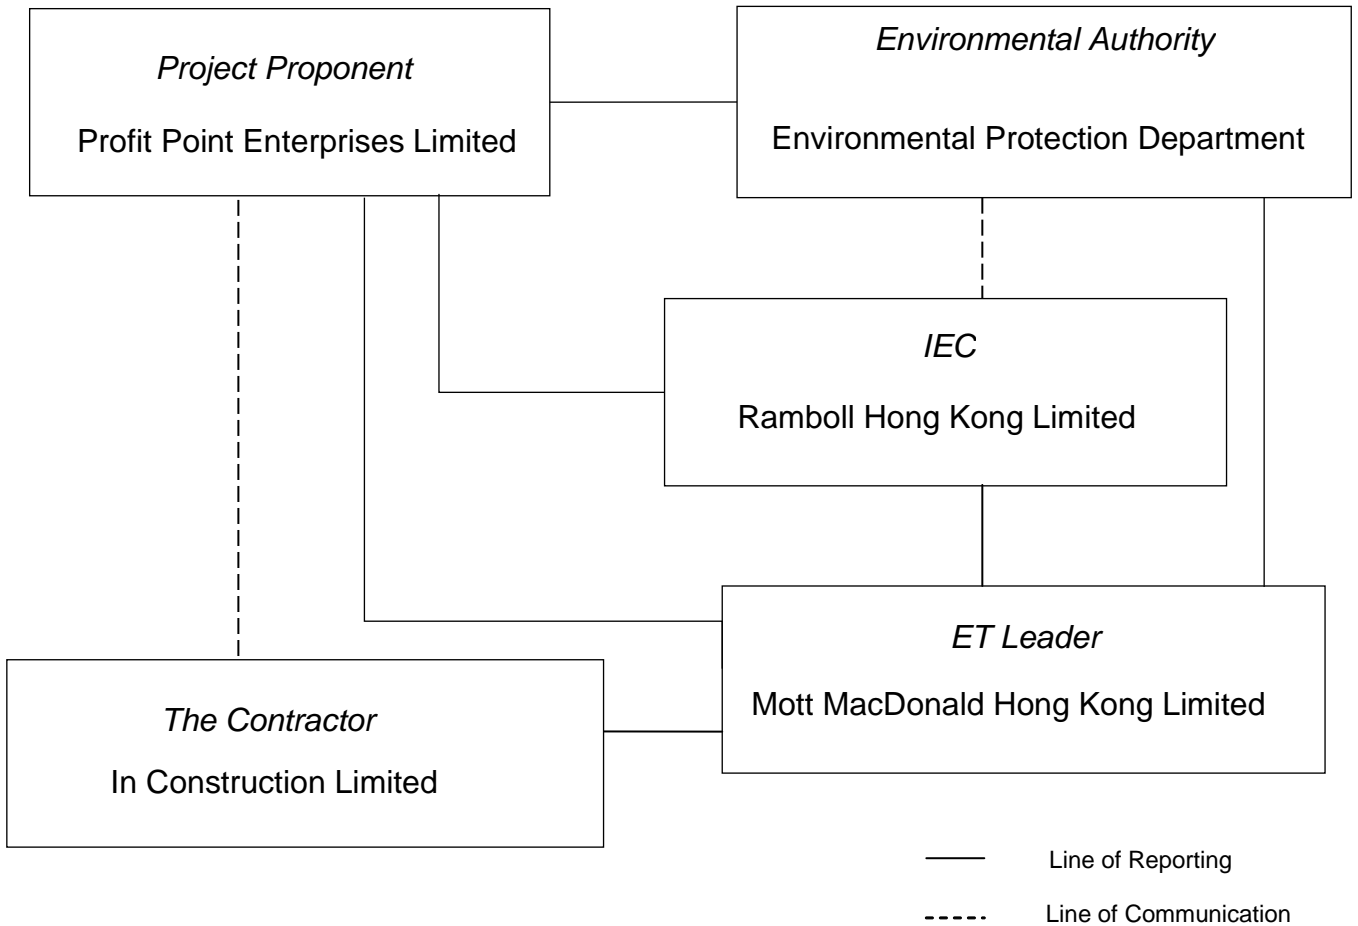 Project Proponent
Profit Point Enterprises Limited
Environmental Authority
Environmental Protection Department
IEC
Ramboll Hong Kong Limited
ET Leader
Mott MacDonald Hong Kong Limited
The Contractor
In Construction Limited
Line of Reporting
Line of Communication